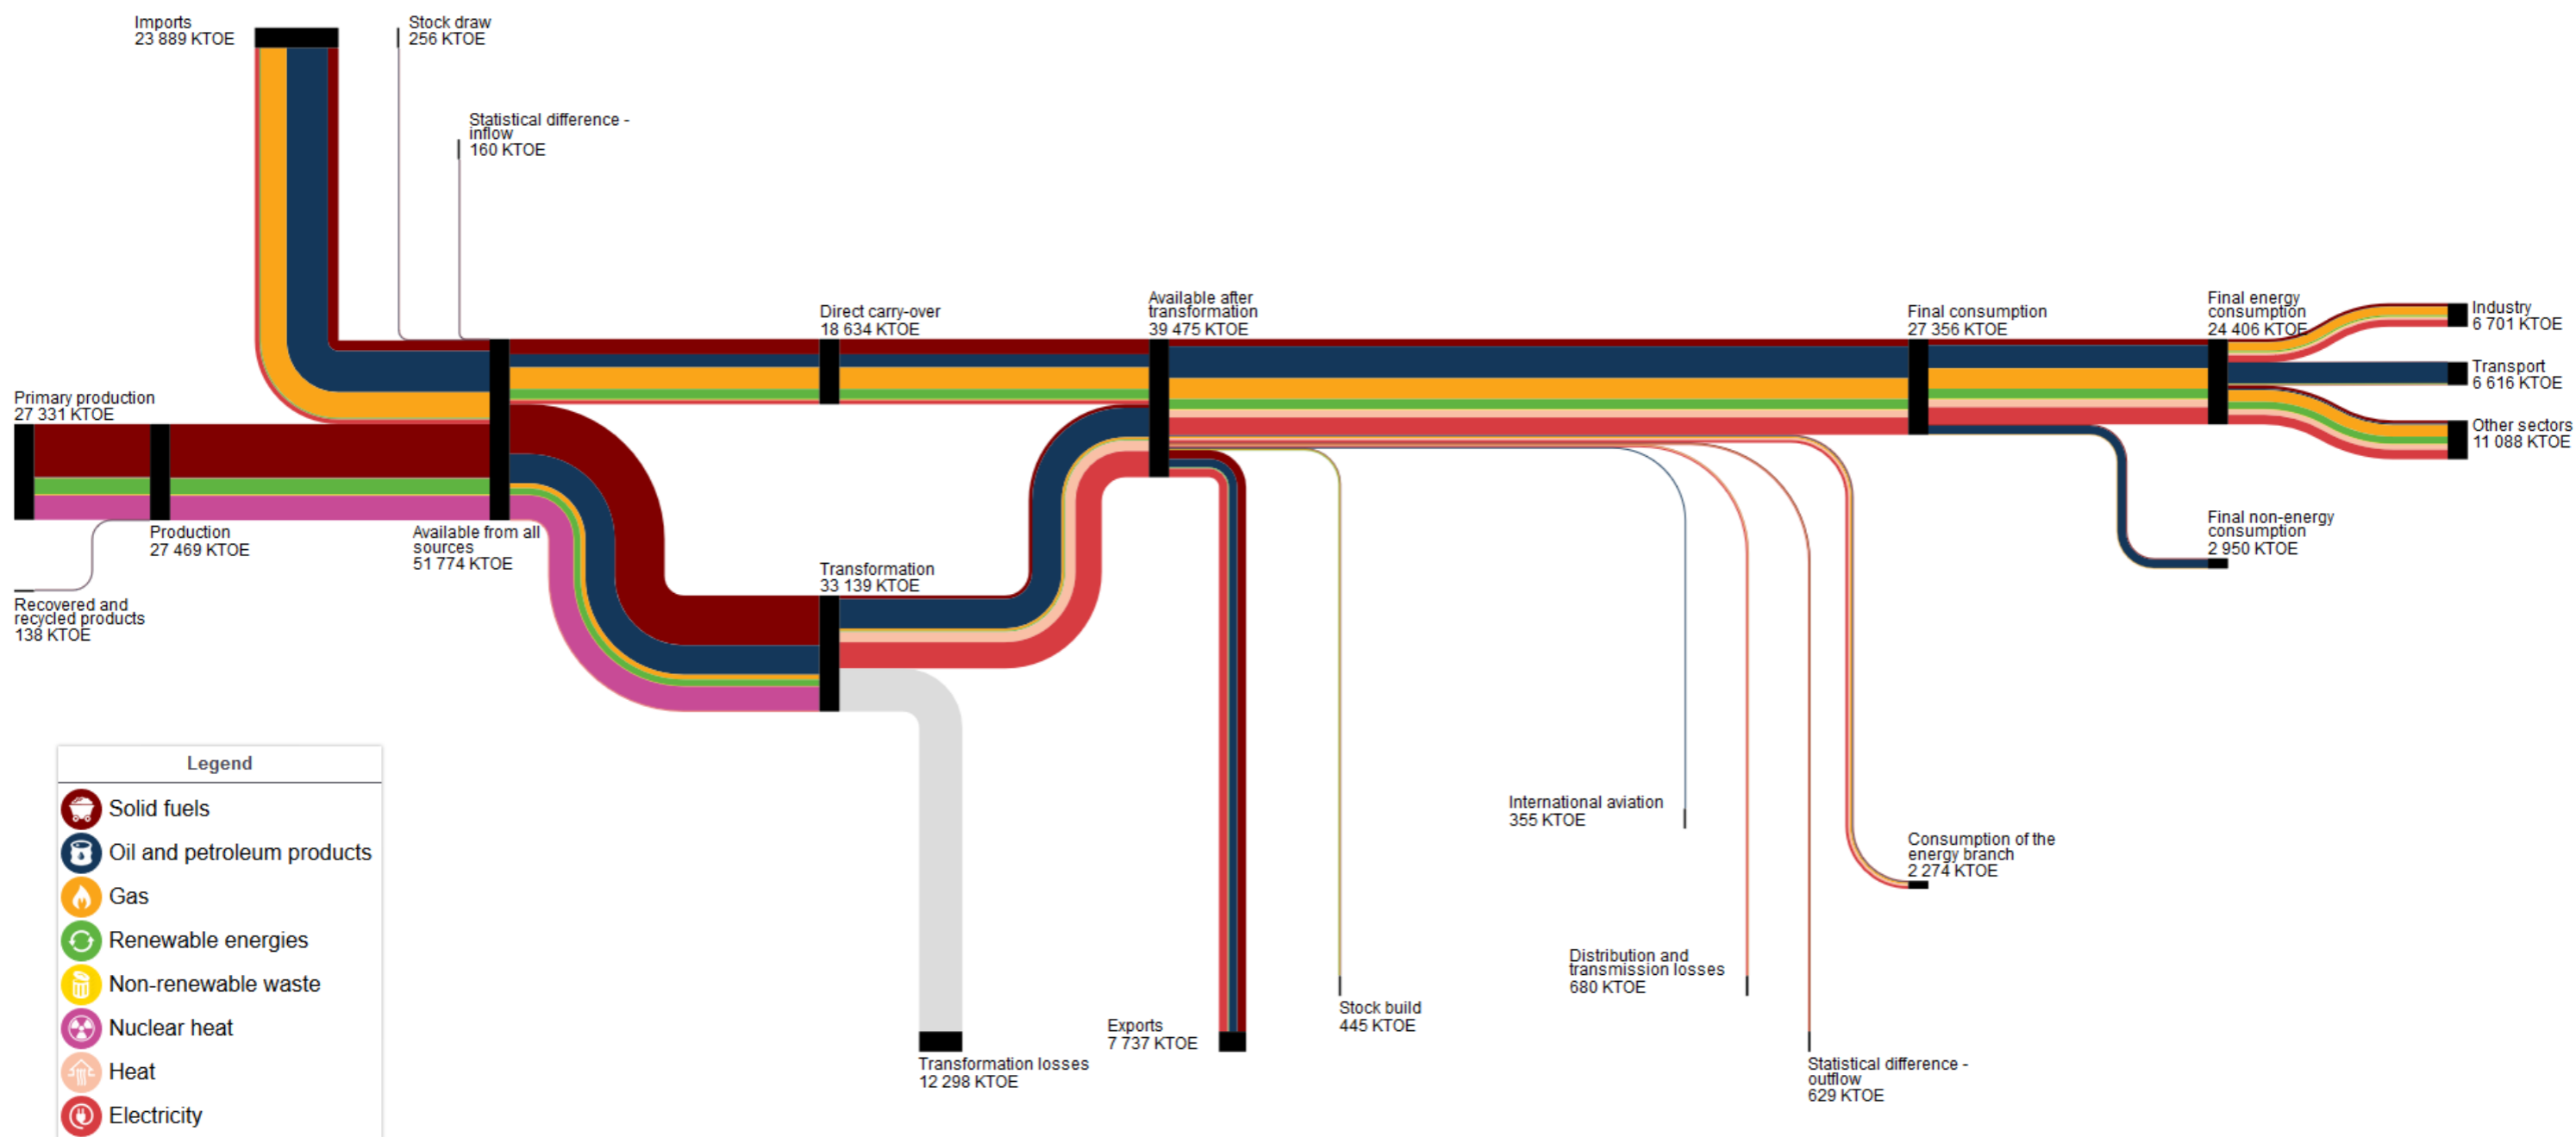 Imports
23 889 KTOE
Stock draw
256 KTOE
Statistical difference -
inflow
160 KTOE
Primary production
27 331 KTOE
Production
27 469 KTOE
Recovered and
recycled products
138 KTOE
Available from all
sources
51 774 KTOE
Direct carry-over
18 634 KTOE
Transformation
33 139 KTOE
Available after
transformation
39 475 KTOE
Final consumption
27 356 KTOE
Final energy
consumption
24 406 KTOE
Industry
6 701 KTOE
Transport
6 616 KTOE
Other sectors
11 088 KTOE
Final non-energy
consumption
2 950 KTOE
International aviation
355 KTOE
Consumption of the
energy branch
2 274 KTOE
Distribution and
transmission losses
680 KTOE
Stock build
445 KTOE
Exports
7 737 KTOE
Transformation losses
12 298 KTOE
Statistical difference -
outflow
629 KTOE
Legend
Solid fuels
Oil and petroleum products
Gas
Renewable energies
Non-renewable waste
Nuclear heat
Heat
Electricity